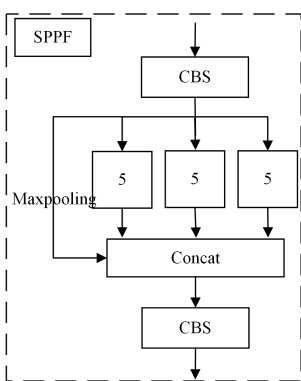 SPPF
CBS
5 5 5
Maxpooling
Concat
CBS